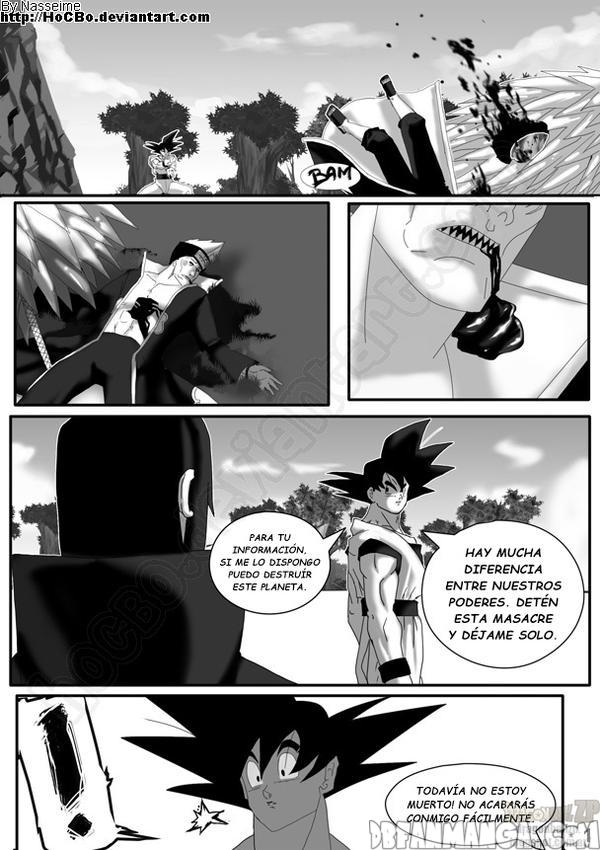 By Nasseime
http://HoCBo.deviantart.com
BAM
PARA TU
INFORMACIÓN,
SI ME LO DISPONGO
PUEDO DESTRUÍR
ESTE PLANETA.
HAY MUCHA
DIFERENCIA
ENTRE NUESTROS
PODERES. DETÉN
ESTA MASACRE
Y DÉJAME SOLO.
!
TODAVÍA NO ESTOY
MUERTO! NO ACABARÁS
CONMIGO FÁCILMENTE.